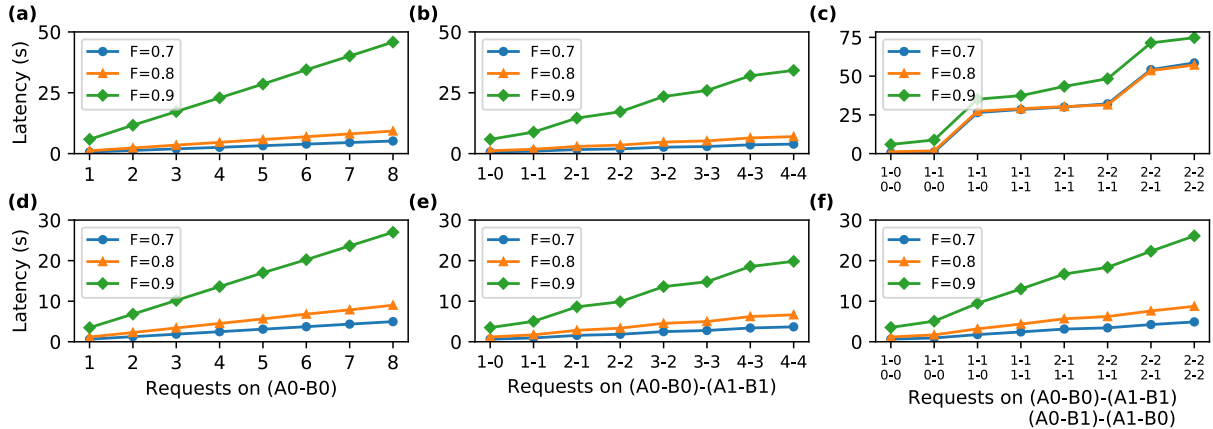 (a)
Latency (s)
50
25
0
F=0.7
F=0.8
F=0.9
1 2 3 4 5 6 7 8
(b)
50
25
0
F=0.7
F=0.8
F=0.9
1-0 1-1 2-1 2-2 3-2 3-3 4-3 4-4
(c)
75
50
25
0
F=0.7
F=0.8
F=0.9
1-0 1-1 1-1 1-1 2-1 2-2 2-2 2-2
0-0 0-0 1-0 1-1 1-1 1-1 2-1 2-2
(d)
Latency (s)
30
20
10
0
F=0.7
F=0.8
F=0.9
1 2 3 4 5 6 7 8
Requests on (A0-B0)
(e)
30
20
10
0
F=0.7
F=0.8
F=0.9
1-0 1-1 2-1 2-2 3-2 3-3 4-3 4-4
Requests on (A0-B0)-(A1-B1)
(f)
30
20
10
0
F=0.7
F=0.8
F=0.9
1-0 1-1 1-1 1-1 2-1 2-2 2-2 2-2
0-0 0-0 1-0 1-1 1-1 1-1 2-1 2-2
Requests on (A0-B0)-(A1-B1)
(A0-B1)-(A1-B0)